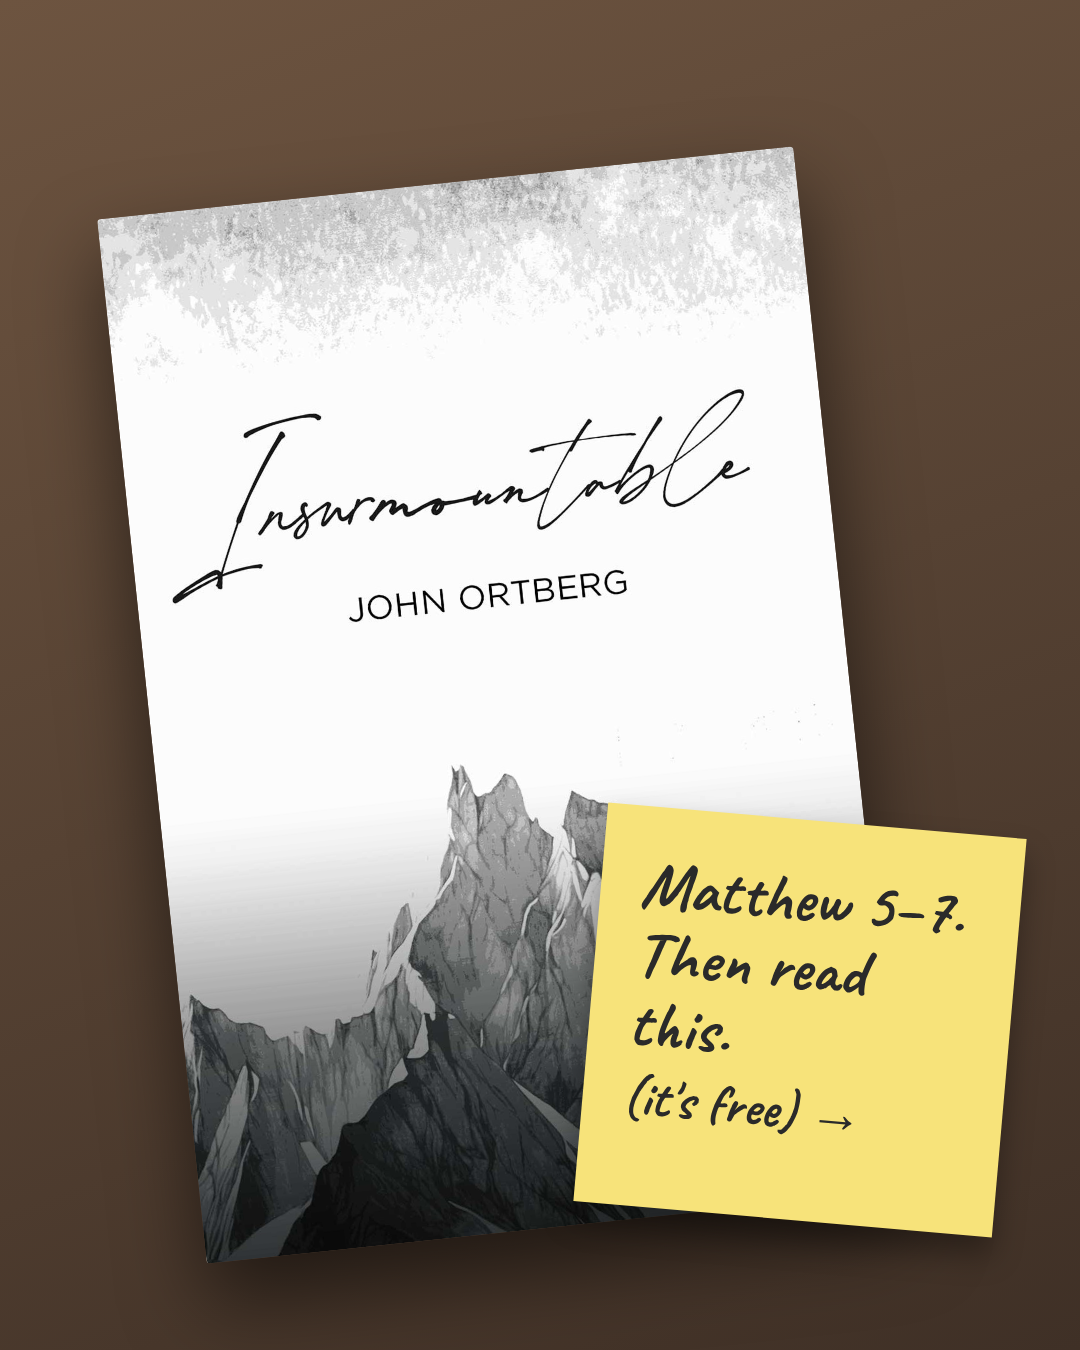 Insurmountable
JOHN ORTBERG
Matthew 5–7.
Then read
this.
(it's free) →